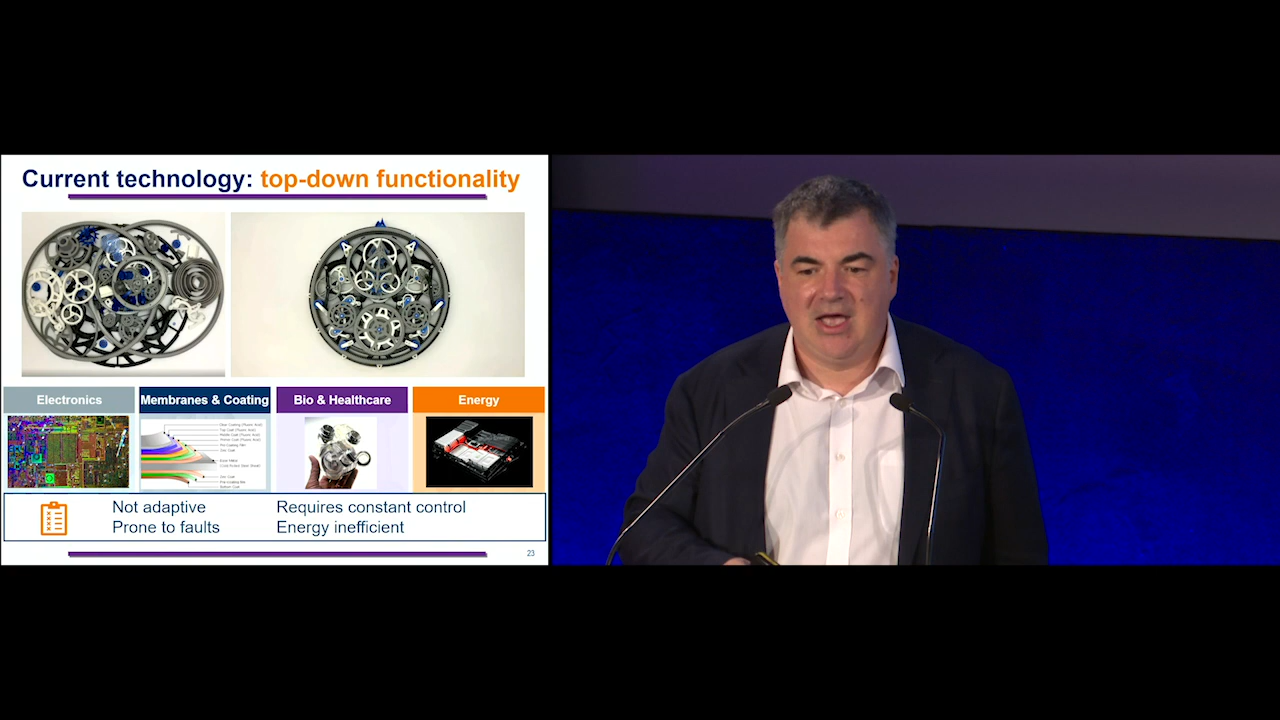 Current technology: top-down functionality
Electronics
Membranes & Coating
Bio & Healthcare
Energy
Not adaptive
Prone to faults
Requires constant control
Energy inefficient
23